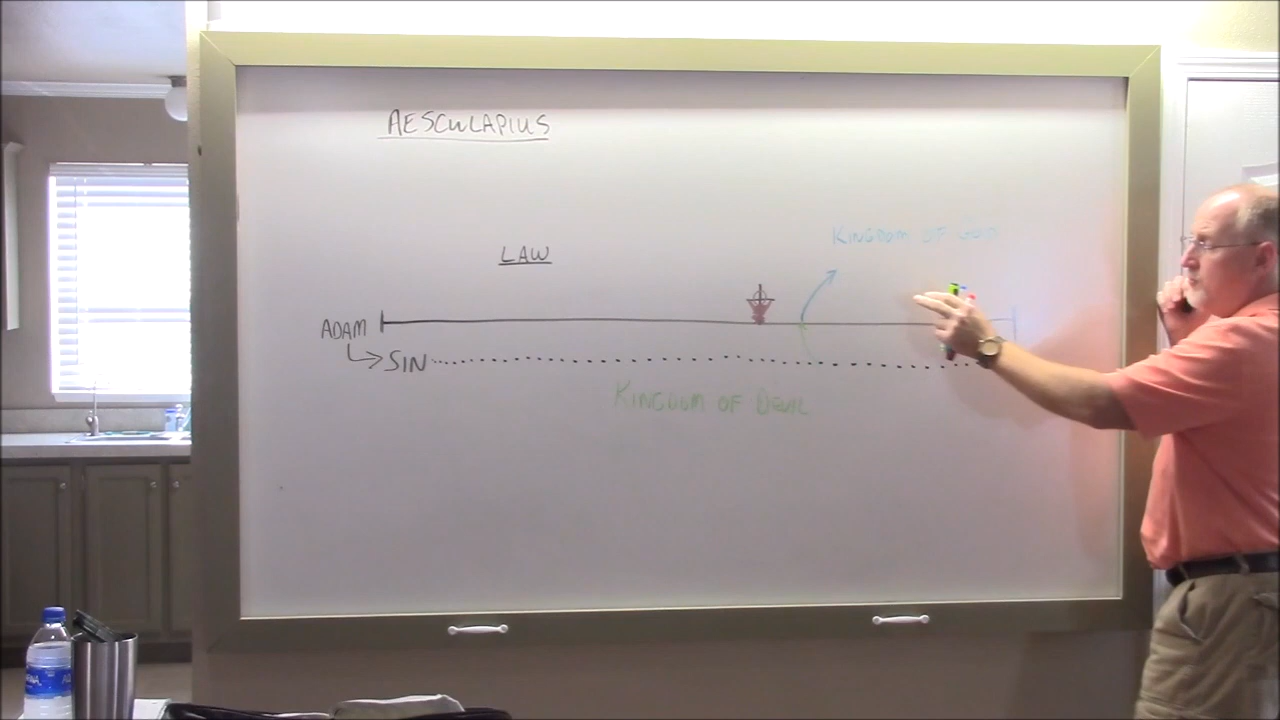 AESCULAPIUS
KINGDOM OF GOD
LAW
ADAM
SIN
KINGDOM OF DEVIL